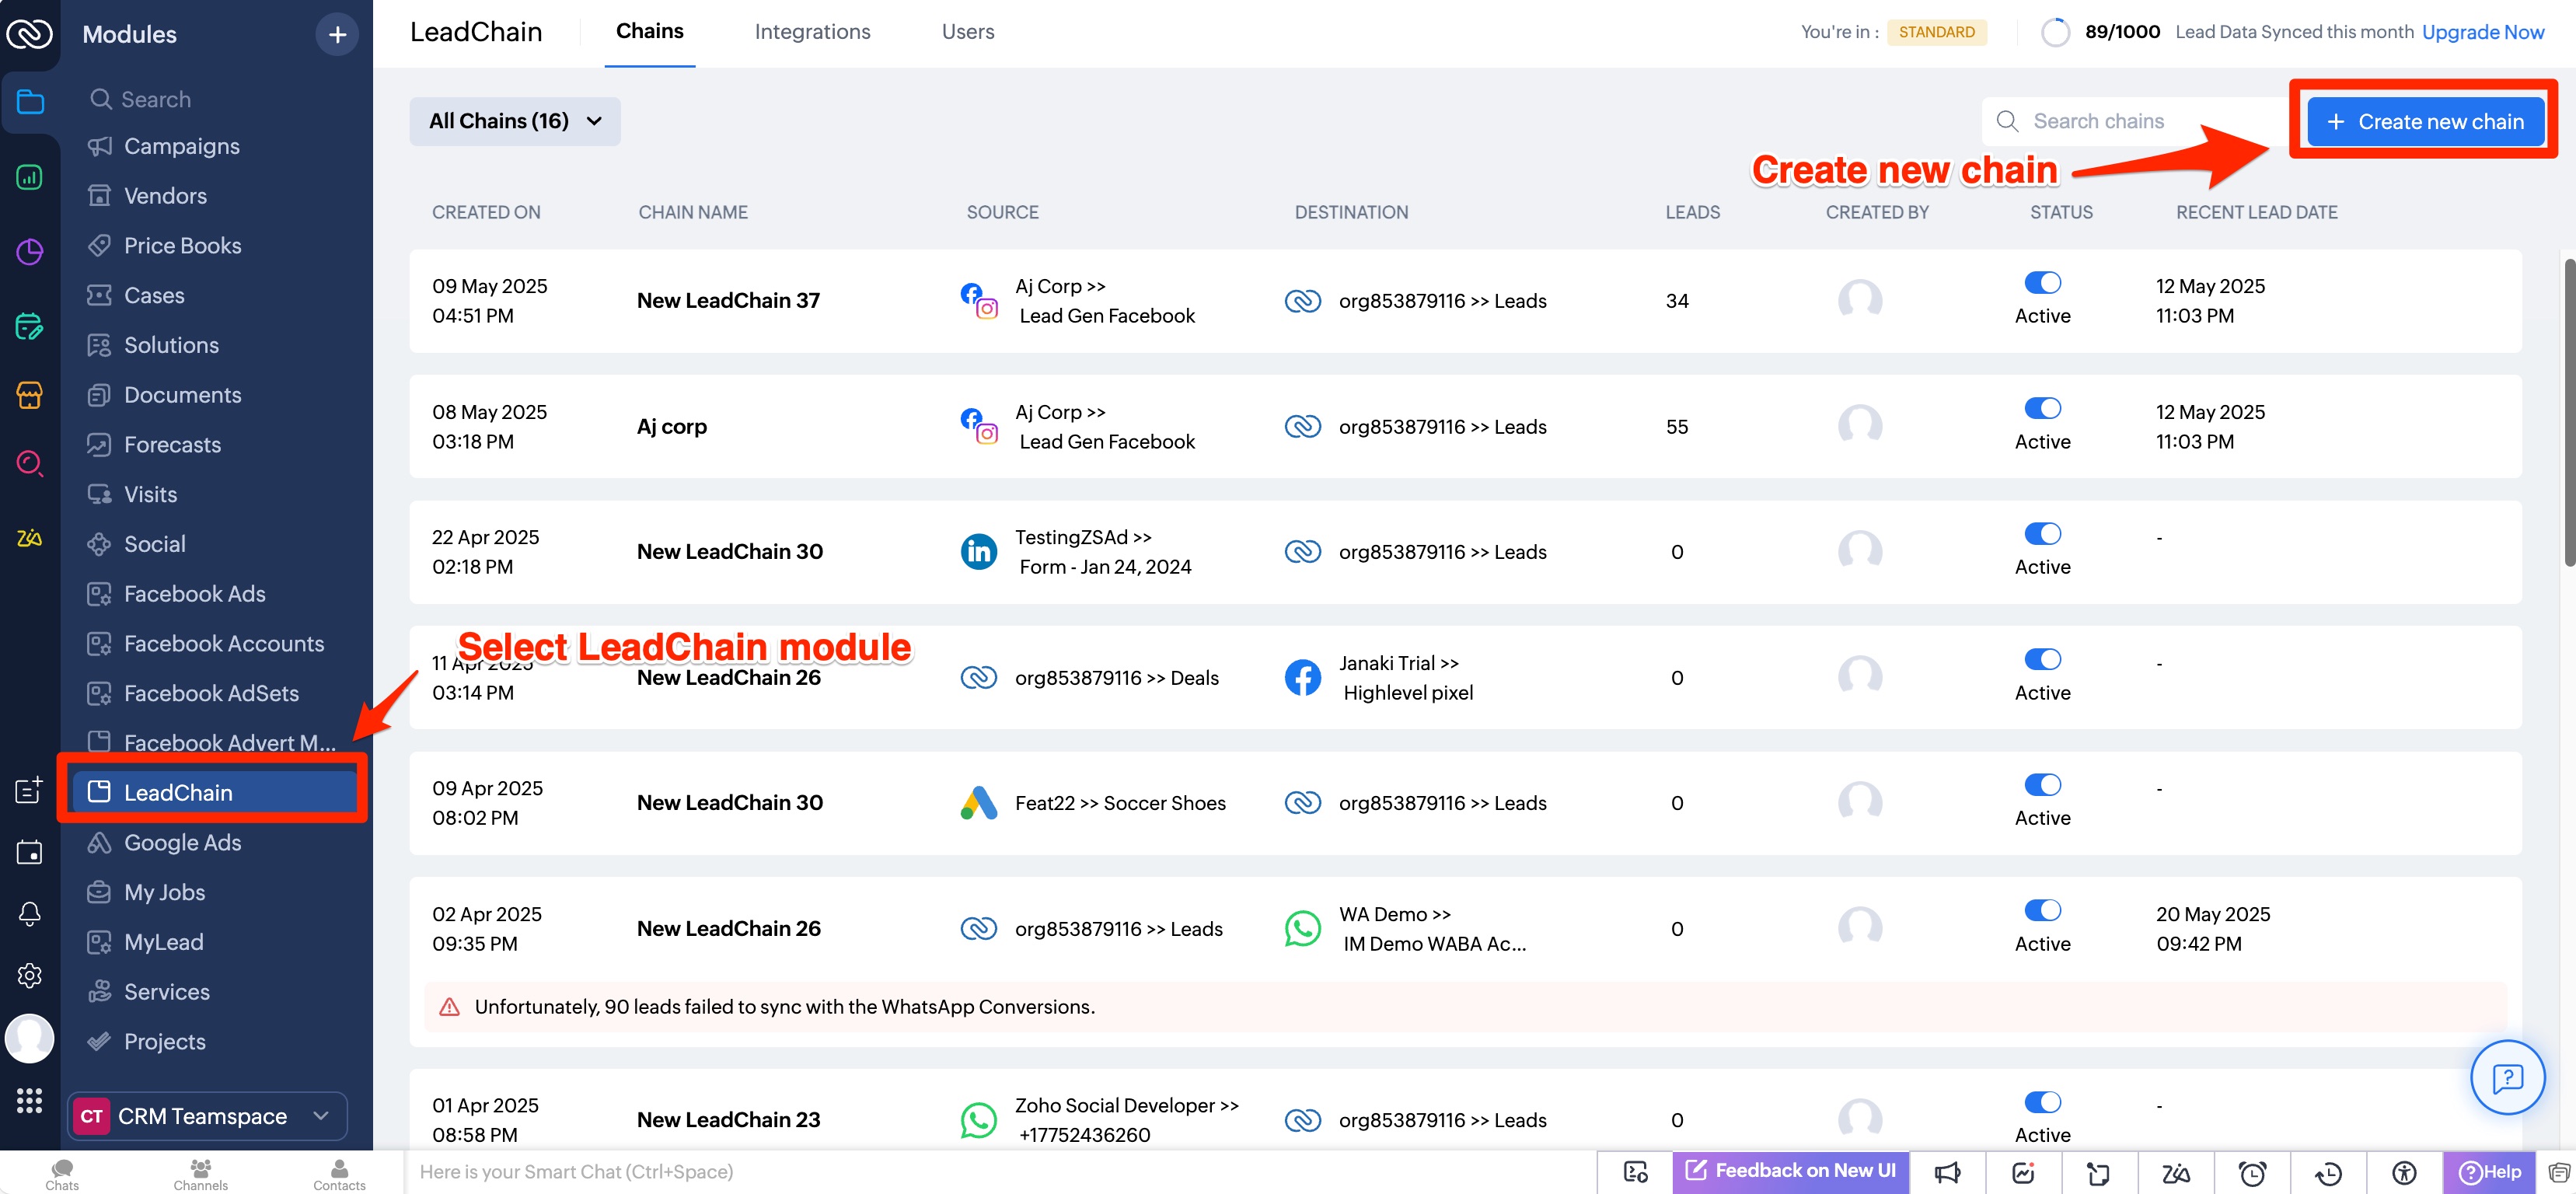 Modules
Search
Campaigns
Vendors
Price Books
Cases
Solutions
Documents
Forecasts
Visits
Social
Facebook Ads
Facebook Accounts
Facebook AdSets
Facebook Advert M...
LeadChain
Google Ads
My Jobs
MyLead
Services
Projects
CT CRM Teamspace
LeadChain Chains Integrations Users
You're in : STANDARD 89/1000 Lead Data Synced this month Upgrade Now
All Chains (16)
Search chains
+ Create new chain
Create new chain
Select LeadChain module
CREATED ON CHAIN NAME SOURCE DESTINATION LEADS CREATED BY STATUS RECENT LEAD DATE
09 May 2025 Aj Corp >> 12 May 2025
04:51 PM New LeadChain 37 Lead Gen Facebook org853879116 >> Leads 34 Active 11:03 PM
08 May 2025 Aj Corp >> 12 May 2025
03:18 PM Aj corp Lead Gen Facebook org853879116 >> Leads 55 Active 11:03 PM
22 Apr 2025 TestingZSAd >> -
02:18 PM New LeadChain 30 Form - Jan 24, 2024 org853879116 >> Leads 0 Active
11 Apr 2025 Janaki Trial >> -
03:14 PM New LeadChain 26 org853879116 >> Deals Highlevel pixel 0 Active
09 Apr 2025 -
08:02 PM New LeadChain 30 Feat22 >> Soccer Shoes org853879116 >> Leads 0 Active
02 Apr 2025 WA Demo >> 20 May 2025
09:35 PM New LeadChain 26 org853879116 >> Leads IM Demo WABA Ac... 0 Active 09:42 PM
Unfortunately, 90 leads failed to sync with the WhatsApp Conversions.
01 Apr 2025 Zoho Social Developer >> -
08:58 PM New LeadChain 23 +17752436260 org853879116 >> Leads 0 Active
Chats Channels Contacts
Here is your Smart Chat (Ctrl+Space)
Feedback on New UI
Help